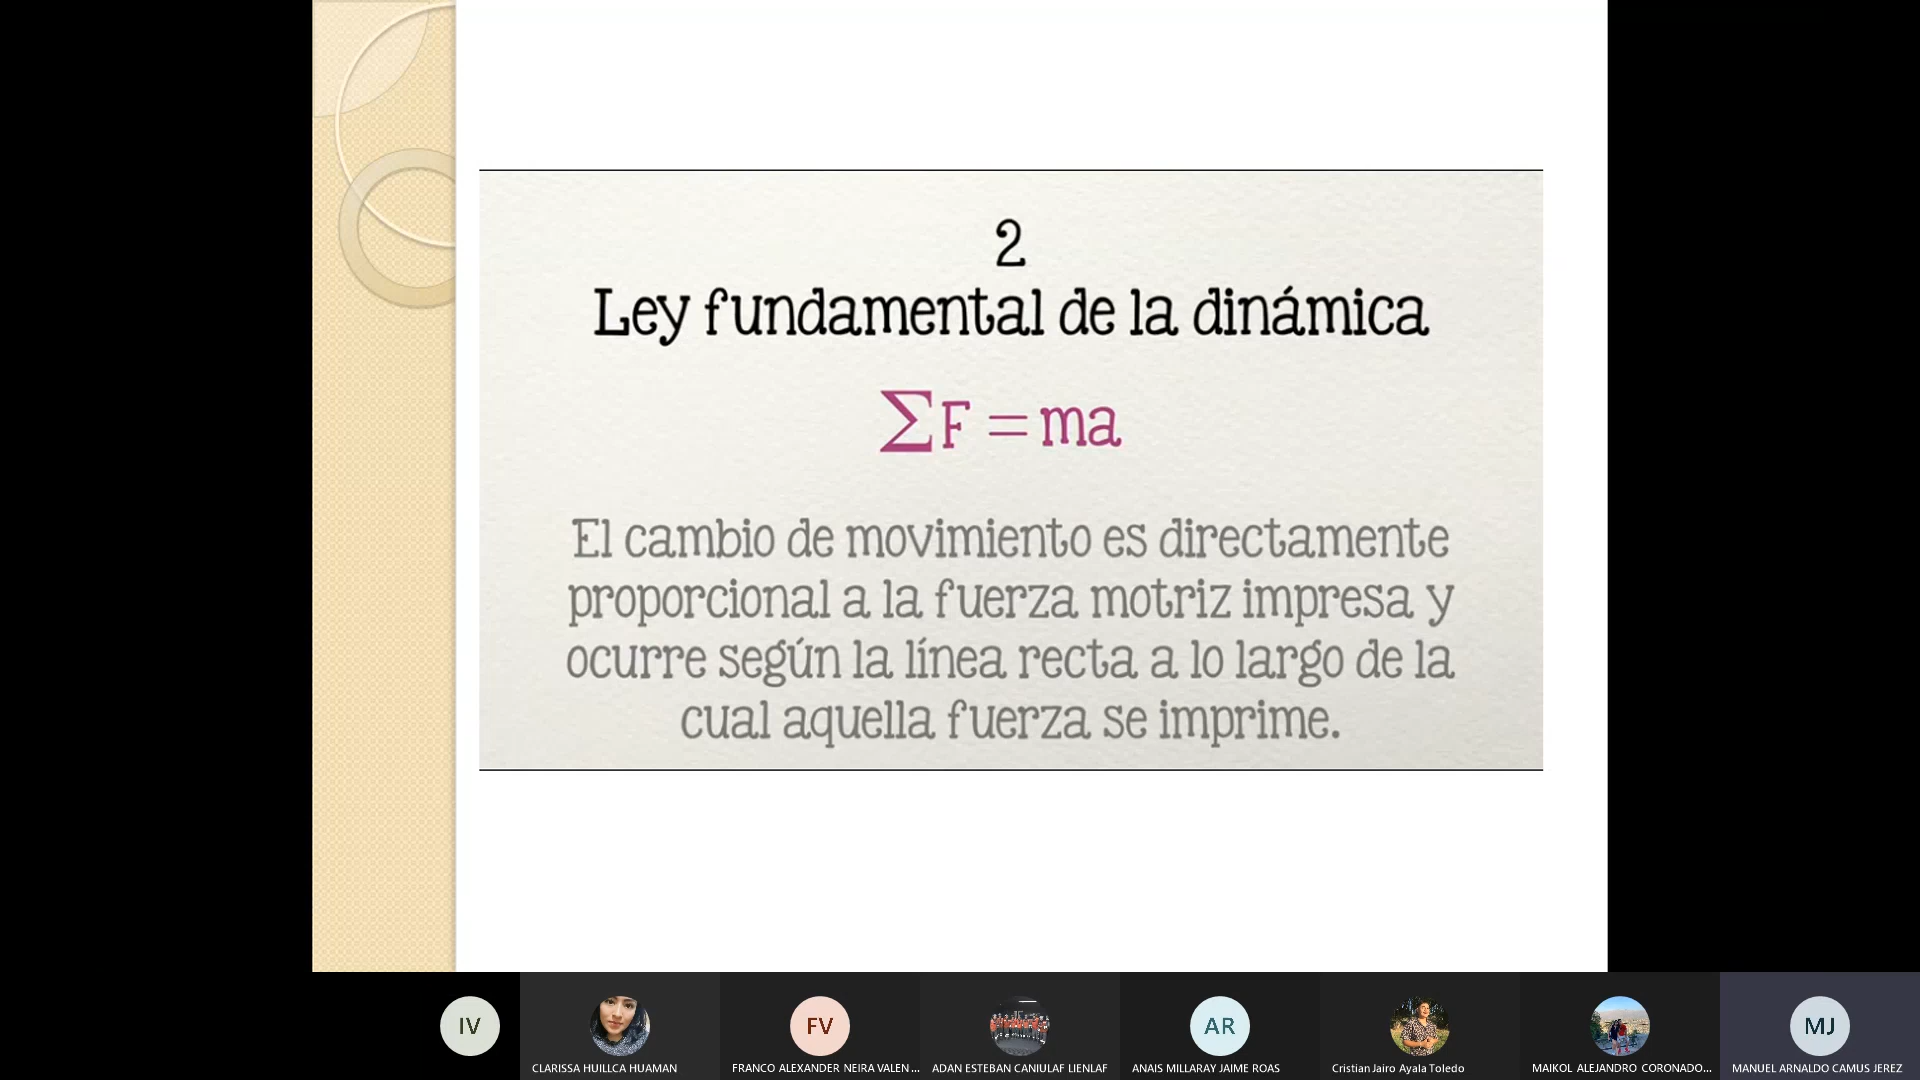 2
Ley fundamental de la dinámica
∑F = ma
El cambio de movimiento es directamente
proporcional a la fuerza motriz impresa y
ocurre según la línea recta a lo largo de la
cual aquella fuerza se imprime.
IV
FV
AR
MJ
CLARISSA HUILLCA HUAMAN
FRANCO ALEXANDER NEIRA VALEN...
ADAN ESTEBAN CANIULAF LIENLAF
ANAIS MILLARAY JAIME ROAS
Cristian Jairo Ayala Toledo
MAIKOL ALEJANDRO CORONADO...
MANUEL ARNALDO CAMUS JEREZ